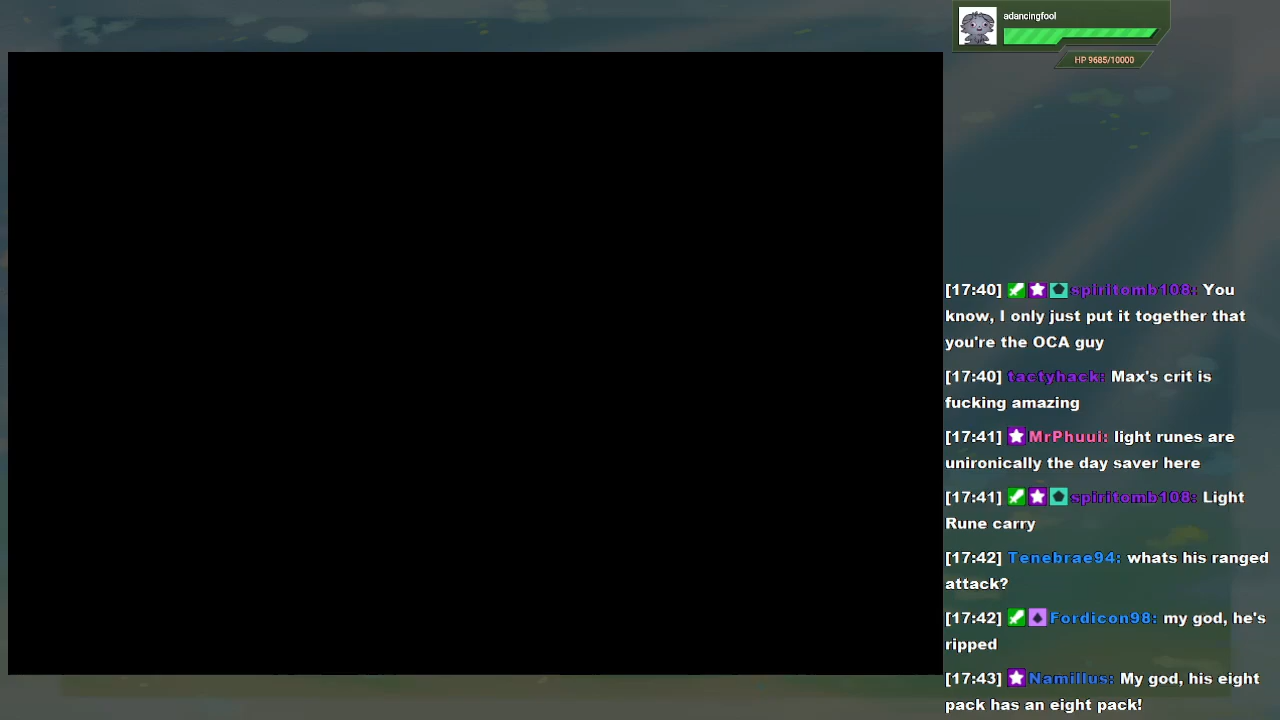 adancingfool
HP 9685/10000
[17:40] spiritomb108: You
know, I only just put it together that
you're the OCA guy
[17:40] tactyhack: Max's crit is
fucking amazing
[17:41] MrPhuui: light runes are
unironically the day saver here
[17:41] spiritomb108: Light
Rune carry
[17:42] Tenebrae94: whats his ranged
attack?
[17:42] Fordicon98: my god, he's
ripped
[17:43] Namillus: My god, his eight
pack has an eight pack!